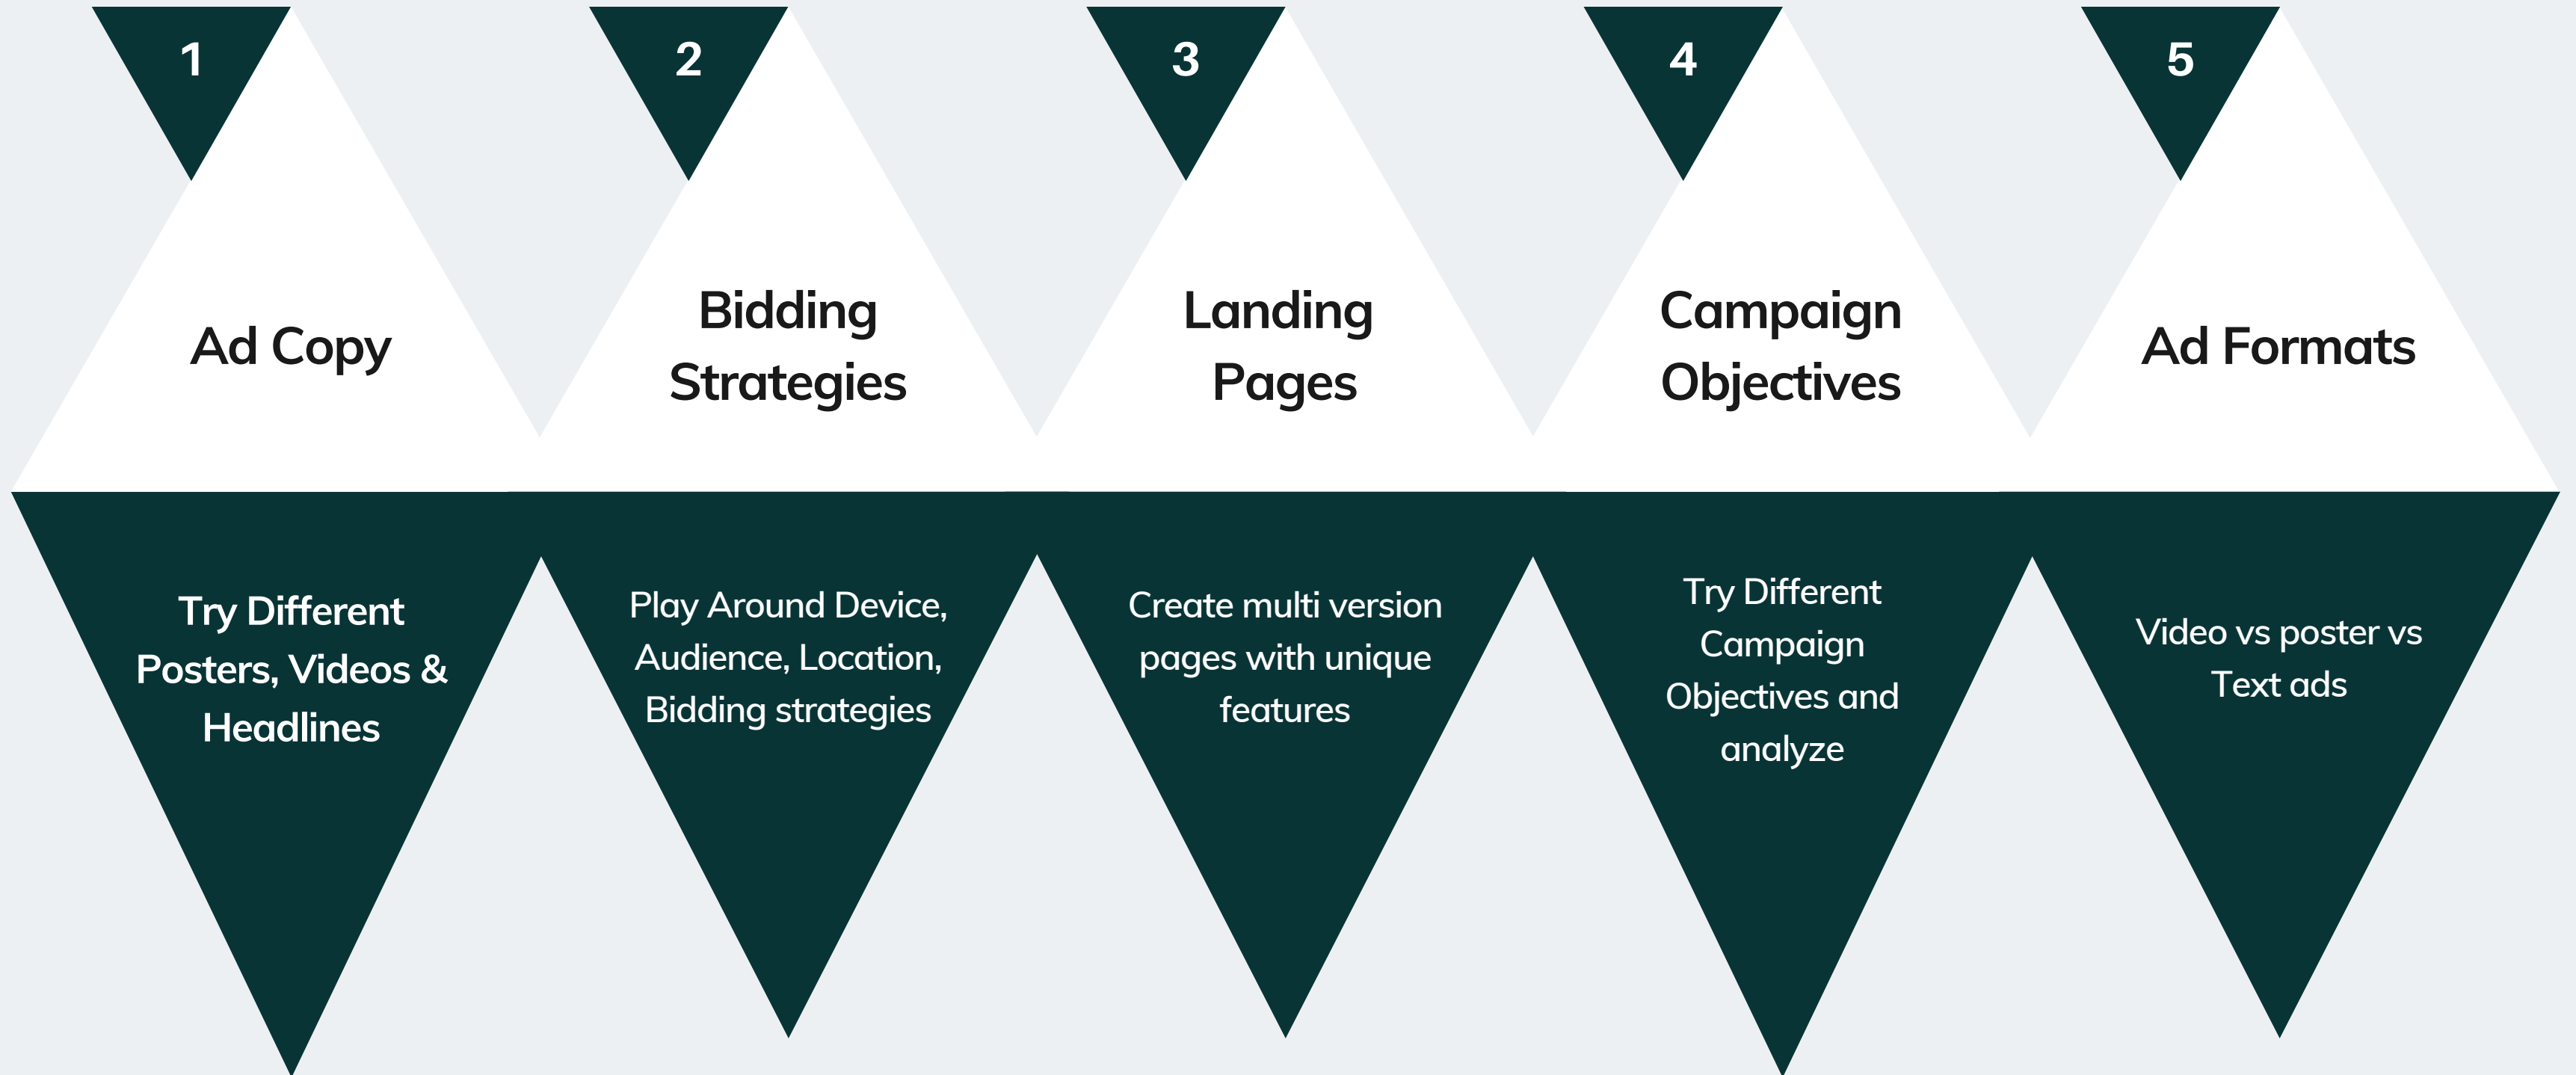 1
Ad Copy
Try Different
Posters, Videos &
Headlines
2
Bidding
Strategies
Play Around Device,
Audience, Location,
Bidding strategies
3
Landing
Pages
Create multi version
pages with unique
features
4
Campaign
Objectives
Try Different
Campaign
Objectives and
analyze
5
Ad Formats
Video vs poster vs
Text ads